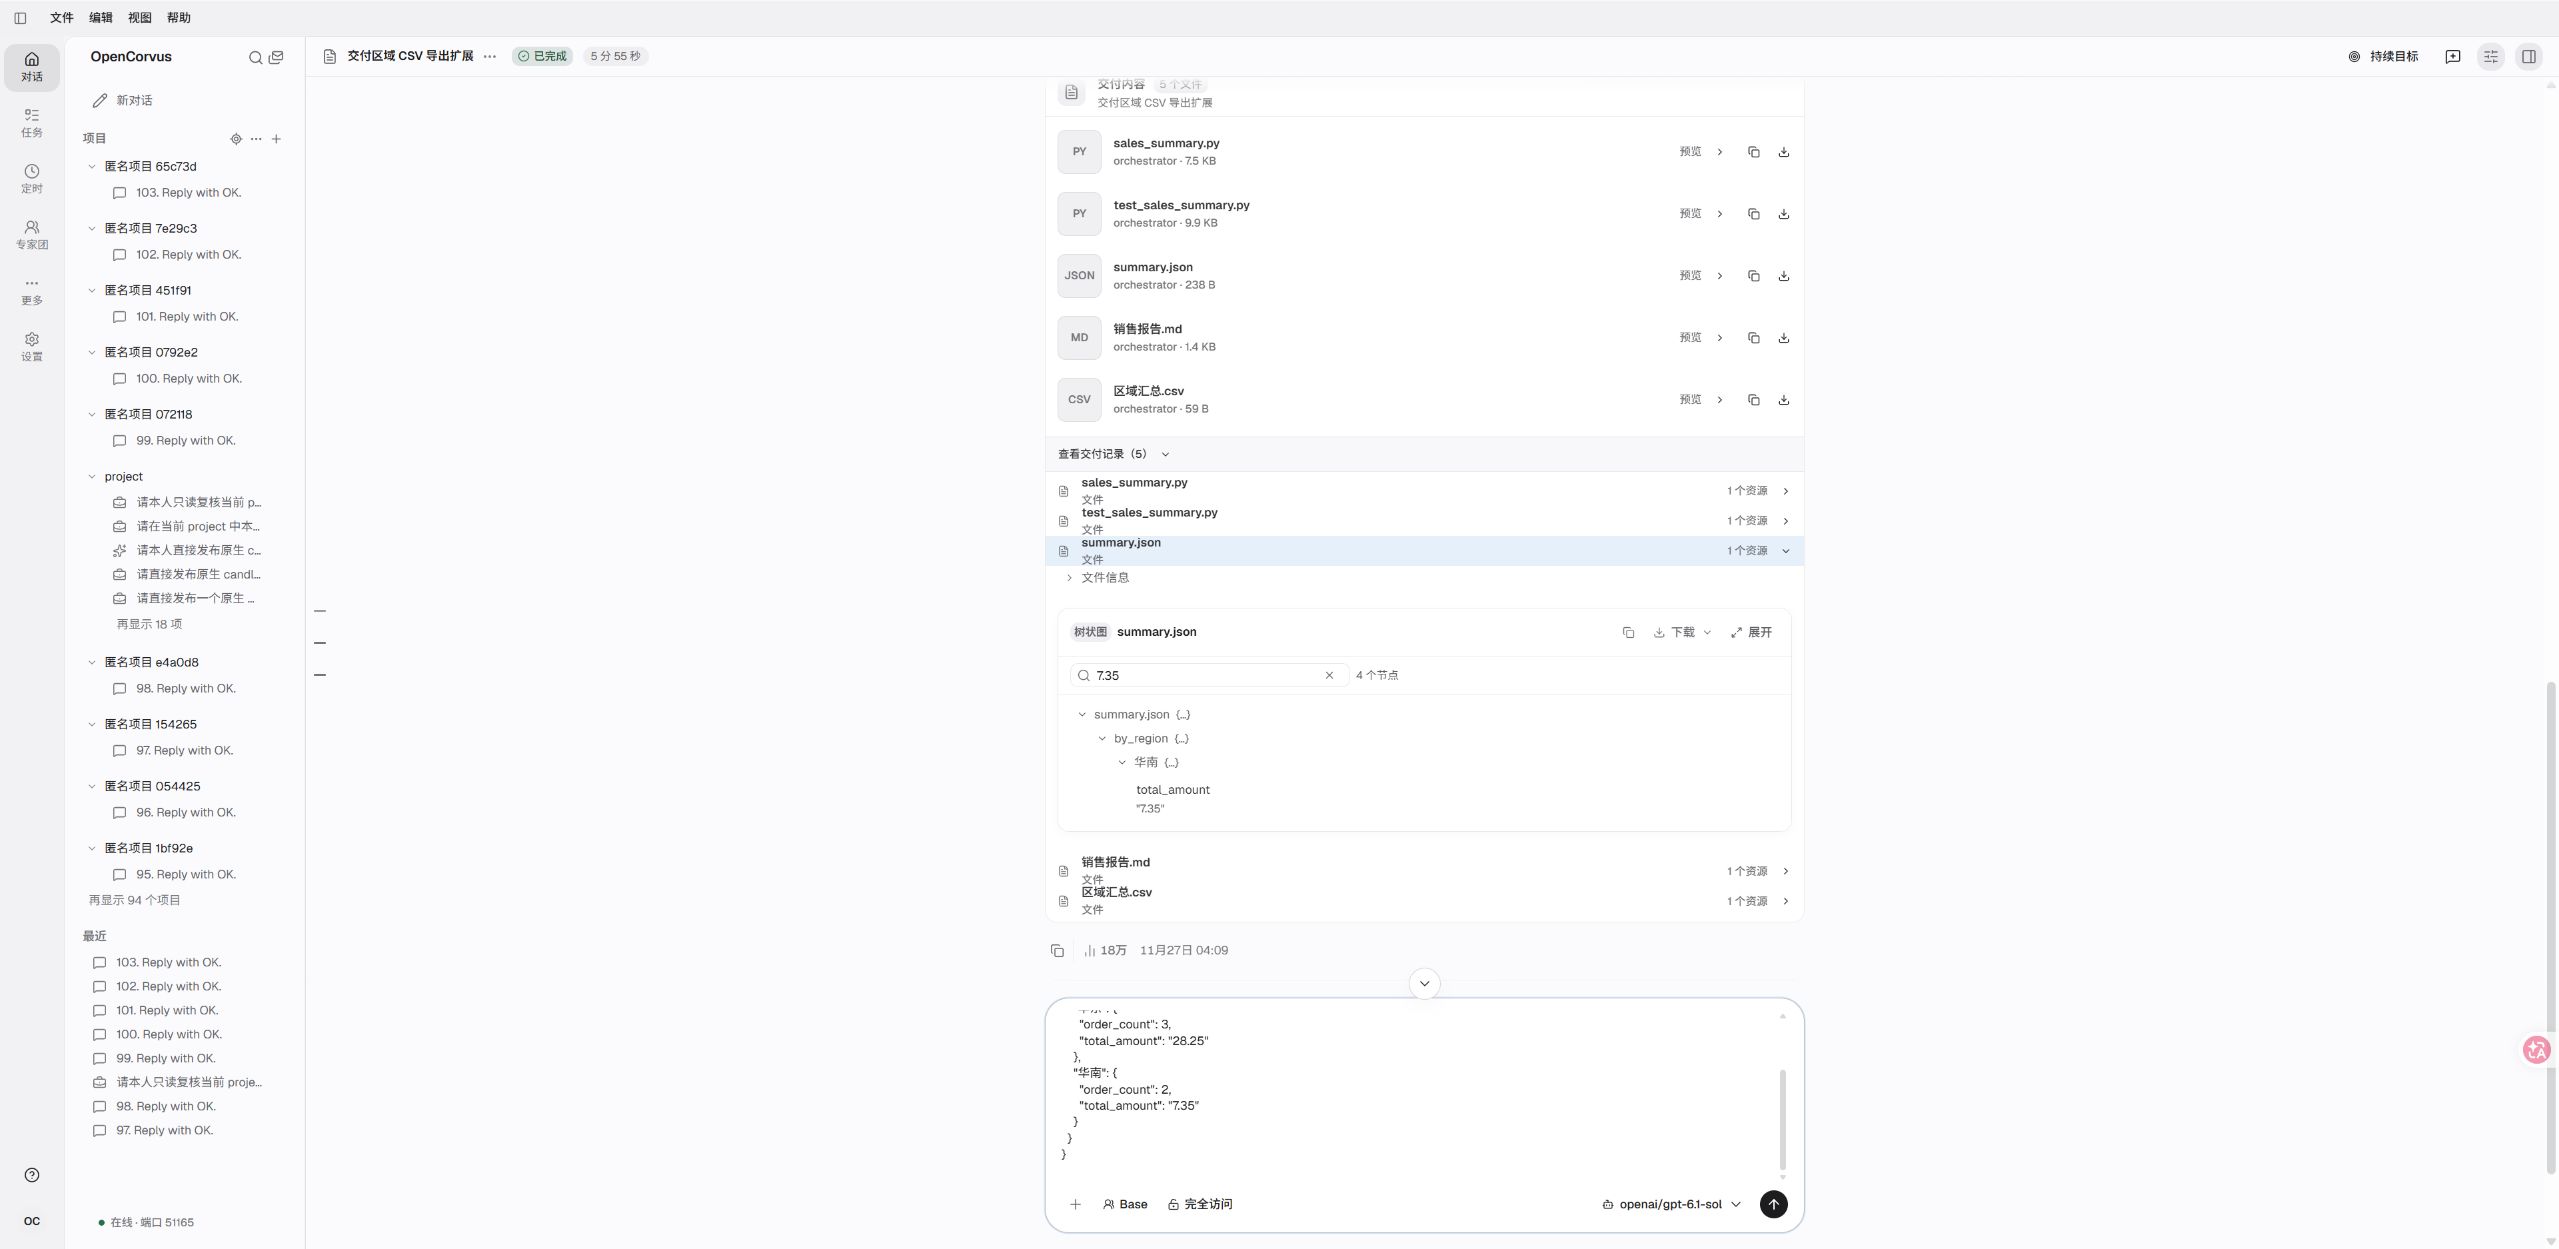 文件 编辑 视图 帮助
对话
任务
定时
专家团
更多
设置
OC
OpenCorvus
新对话
项目
匿名项目 65c73d
103. Reply with OK.
匿名项目 7e29c3
102. Reply with OK.
匿名项目 451f91
101. Reply with OK.
匿名项目 0792e2
100. Reply with OK.
匿名项目 072118
99. Reply with OK.
project
请本人只读复核当前 p...
请在当前 project 中本...
请本人直接发布原生 c...
请直接发布原生 candl...
请直接发布一个原生 ...
再显示 18 项
匿名项目 e4a0d8
98. Reply with OK.
匿名项目 154265
97. Reply with OK.
匿名项目 054425
96. Reply with OK.
匿名项目 1bf92e
95. Reply with OK.
再显示 94 个项目
最近
103. Reply with OK.
102. Reply with OK.
101. Reply with OK.
100. Reply with OK.
99. Reply with OK.
请本人只读复核当前 proje...
98. Reply with OK.
97. Reply with OK.
在线 · 端口 51165
交付区域 CSV 导出扩展 ··· 已完成 5 分 55 秒
持续目标
交付内容 5 个文件
交付区域 CSV 导出扩展
PY
sales_summary.py
orchestrator · 7.5 KB
预览
PY
test_sales_summary.py
orchestrator · 9.9 KB
预览
JSON
summary.json
orchestrator · 238 B
预览
MD
销售报告.md
orchestrator · 1.4 KB
预览
CSV
区域汇总.csv
orchestrator · 59 B
预览
查看交付记录（5）
sales_summary.py
文件
1 个资源
test_sales_summary.py
文件
1 个资源
summary.json
文件
1 个资源
文件信息
树状图 summary.json
下载 展开
7.35
4 个节点
summary.json {...}
by_region {...}
华南 {...}
total_amount
"7.35"
销售报告.md
文件
1 个资源
区域汇总.csv
文件
1 个资源
18万 11月27日 04:09
"order_count": 3,
"total_amount": "28.25"
},
"华南": {
"order_count": 2,
"total_amount": "7.35"
}
}
}
Base 完全访问
openai/gpt-6.1-sol